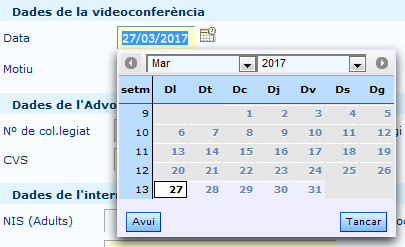 Dades de la videoconferència
Data 27/03/2017
Motiu
Mar 2017
setm Dl Dt Dc Dj Dv Ds Dg
9 1 2 3 4 5
10 6 7 8 9 10 11 12
11 13 14 15 16 17 18 19
12 20 21 22 23 24 25 26
13 27 28 29 30 31
Avui Tancar
Dades de l'Advo
Nº de col.legiat
CVS
Dades de l'inter
NIS (Adults)